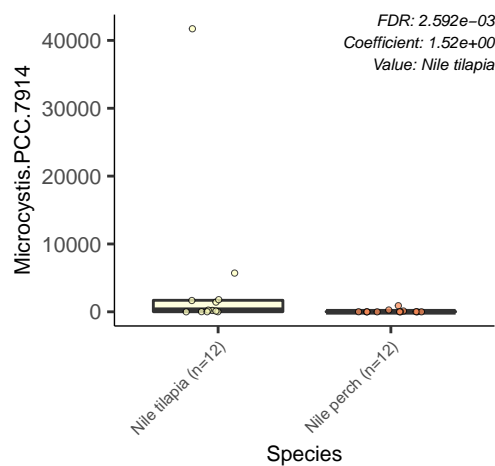 FDR: 2.592e−03
Coefficient: 1.52e+00
Value: Nile tilapia
Microcystis.PCC.7914
40000
30000
20000
10000
0
Nile tilapia (n=12)
Nile perch (n=12)
Species